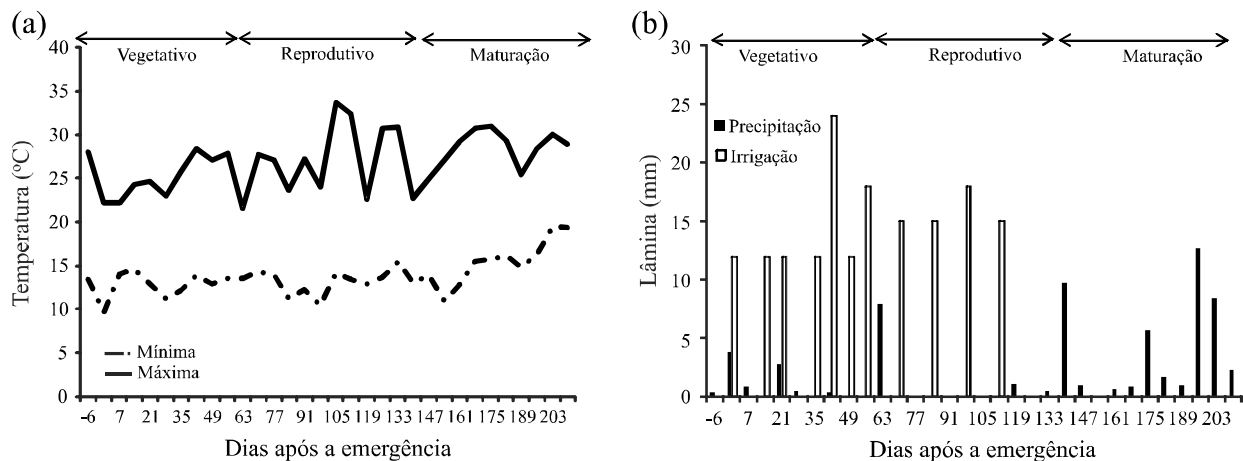 (a)
Vegetativo Reprodutivo Maturação
40
35
30
25
20
15
10
5
0
Temperatura (ºC)
Mínima
Máxima
-6 7 21 35 49 63 77 91 105 119 133 147 161 175 189 203
Dias após a emergência
(b)
Vegetativo Reprodutivo Maturação
30
25
20
15
10
5
0
Lâmina (mm)
Precipitação
Irrigação
-6 7 21 35 49 63 77 91 105 119 133 147 161 175 189 203
Dias após a emergência